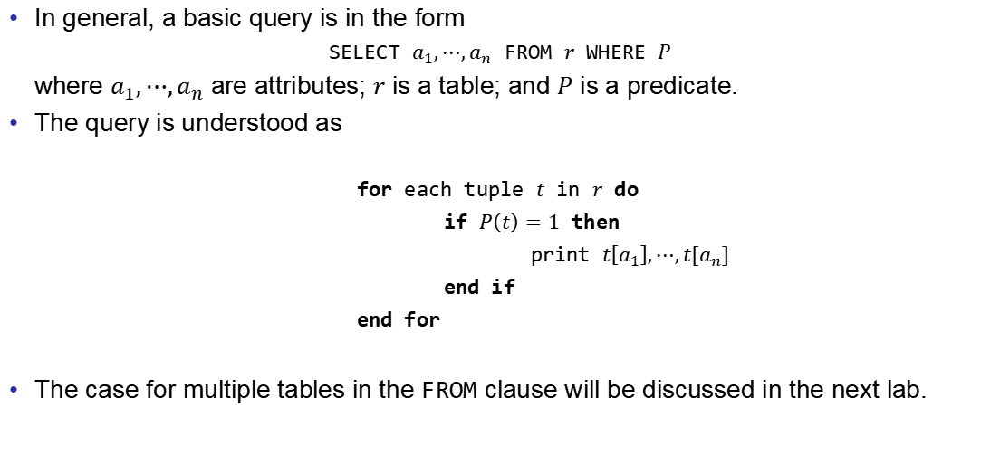 • In general, a basic query is in the form
SELECT a₁,⋯,aₙ FROM r WHERE P
where a₁,⋯,aₙ are attributes; r is a table; and P is a predicate.
• The query is understood as
for each tuple t in r do
if P(t) = 1 then
print t[a₁],⋯,t[aₙ]
end if
end for
• The case for multiple tables in the FROM clause will be discussed in the next lab.